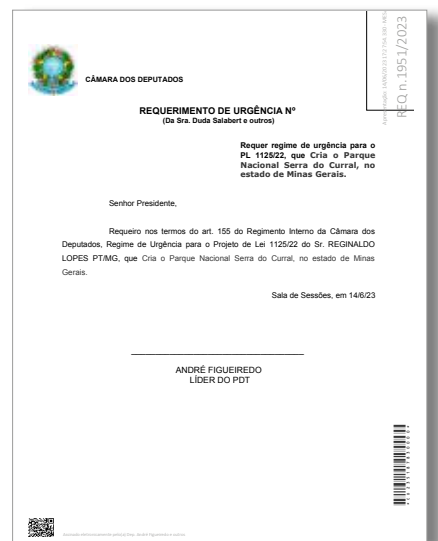 CÂMARA DOS DEPUTADOS
REQ n.1951/2023
REQUERIMENTO DE URGÊNCIA Nº
(Da Sra. Duda Salabert e outros)
Requer regime de urgência para o
PL 1125/22, que Cria o Parque
Nacional Serra do Curral, no
estado de Minas Gerais.
Senhor Presidente,
Requeiro nos termos do art. 155 do Regimento Interno da Câmara dos
Deputados, Regime de Urgência para o Projeto de Lei 1125/22 do Sr. REGINALDO
LOPES PT/MG, que Cria o Parque Nacional Serra do Curral, no estado de Minas
Gerais.
Sala de Sessões, em 14/6/23
ANDRÉ FIGUEIREDO
LÍDER DO PDT